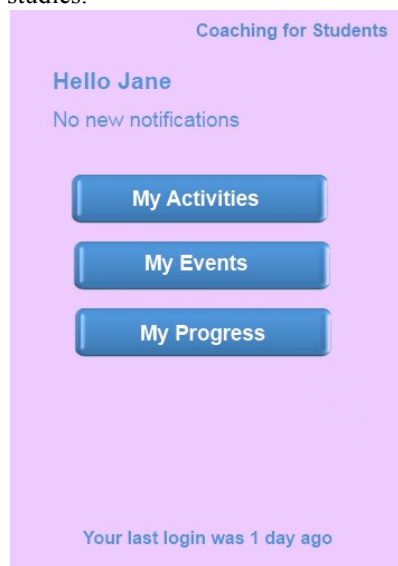 studies.
Coaching for Students
Hello Jane
No new notifications
My Activities
My Events
My Progress
Your last login was 1 day ago